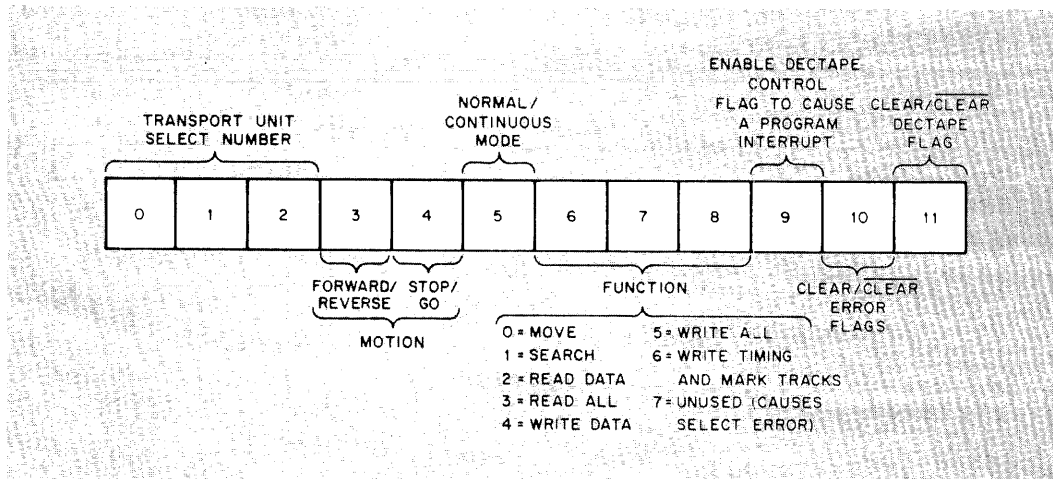 TRANSPORT UNIT
SELECT NUMBER
NORMAL/
CONTINUOUS
MODE
ENABLE DECTAPE
CONTROL
FLAG TO CAUSE
A PROGRAM
INTERRUPT
CLEAR/CLEAR
DECTAPE
FLAG
0 1 2 3 4 5 6 7 8 9 10 11
FORWARD/
REVERSE
STOP/
GO
MOTION
FUNCTION
0 = MOVE
1 = SEARCH
2 = READ DATA
3 = READ ALL
4 = WRITE DATA
5 = WRITE ALL
6 = WRITE TIMING
AND MARK TRACKS
7 = UNUSED (CAUSES
SELECT ERROR)
CLEAR/CLEAR
ERROR
FLAGS